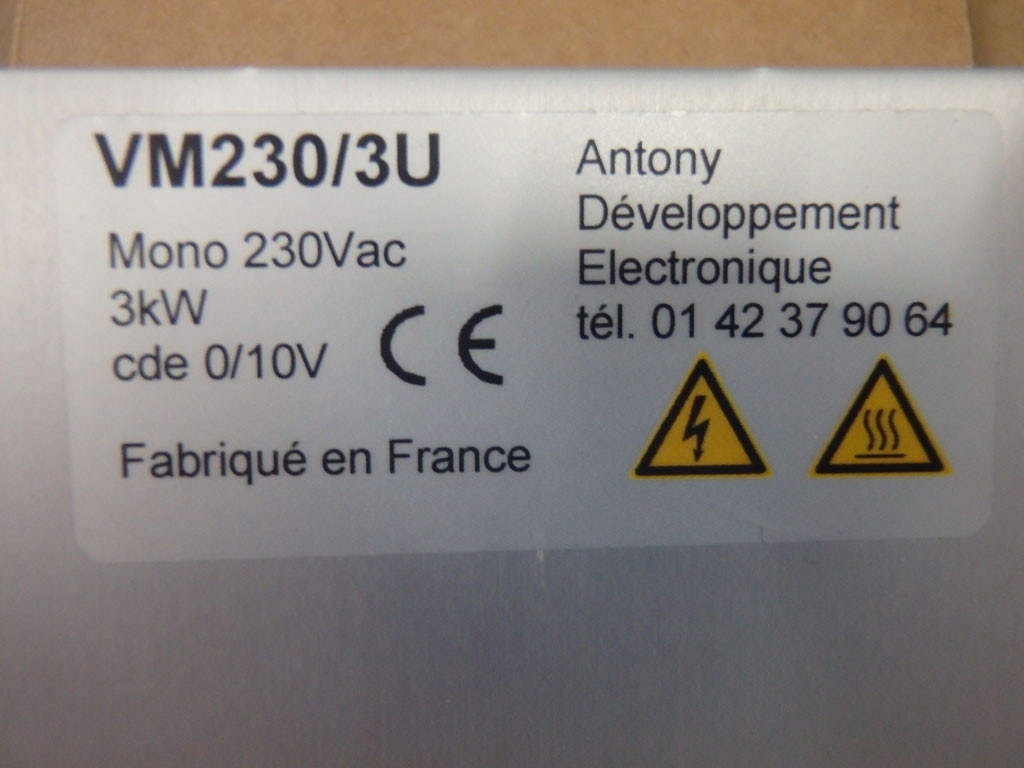 VM230/3U
Mono 230Vac
3kW
cde 0/10V
CE
Fabriqué en France
Antony
Développement
Electronique
tél. 01 42 37 90 64